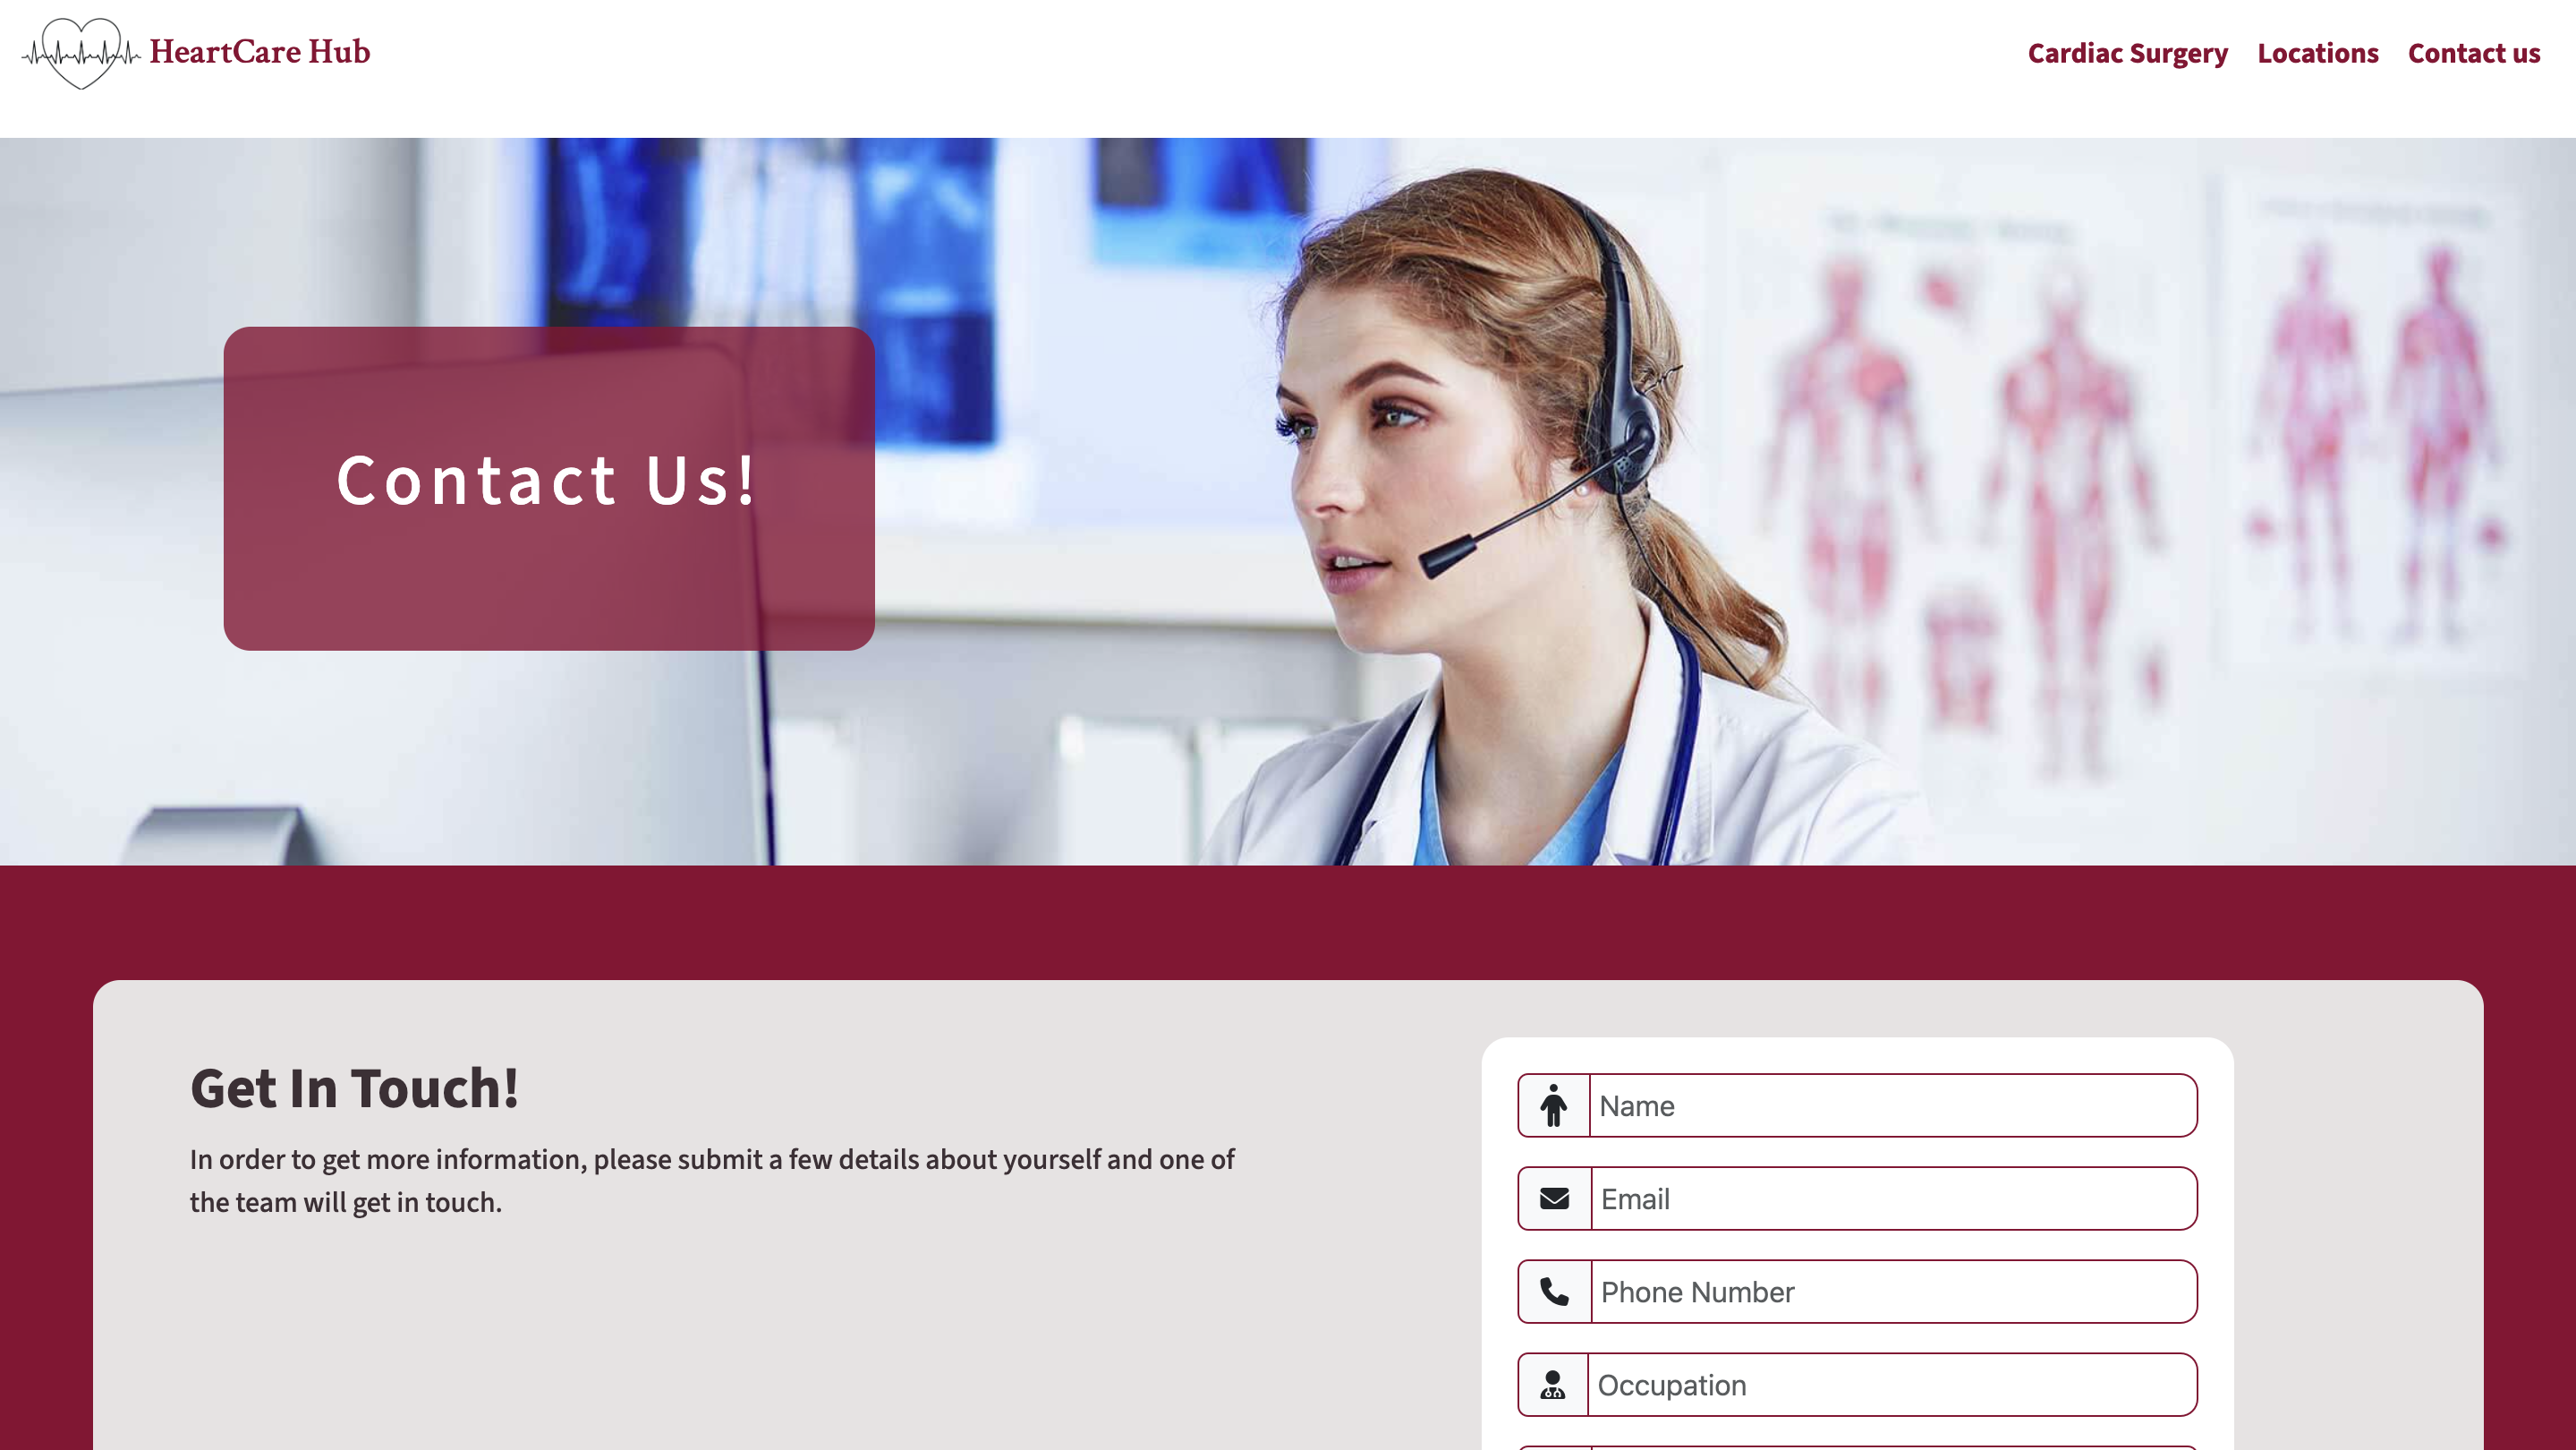 HeartCare Hub
Cardiac Surgery Locations Contact us
Contact Us!
Get In Touch!
In order to get more information, please submit a few details about yourself and one of
the team will get in touch.
Name
Email
Phone Number
Occupation